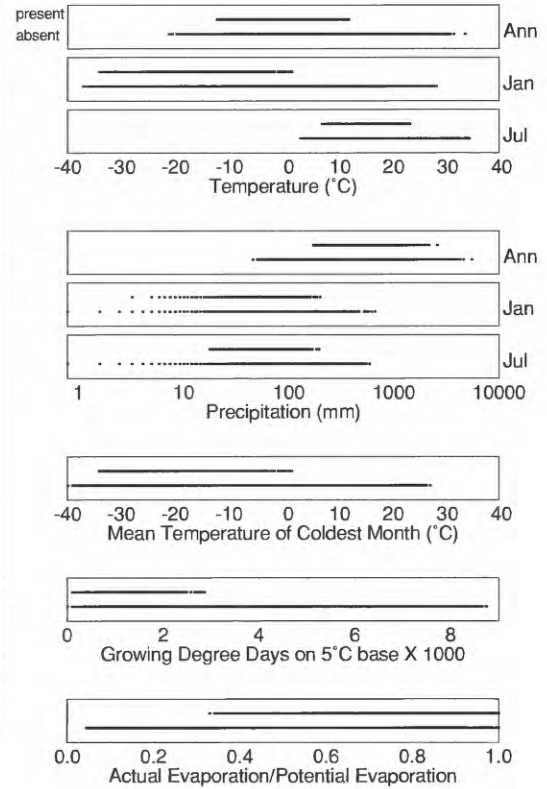 present
absent
Ann
Jan
Jul
-40 -30 -20 -10 0 10 20 30 40
Temperature (˚C)
Ann
Jan
Jul
1 10 100 1000 10000
Precipitation (mm)
-40 -30 -20 -10 0 10 20 30 40
Mean Temperature of Coldest Month (˚C)
0 2 4 6 8
Growing Degree Days on 5˚C base X 1000
0.0 0.2 0.4 0.6 0.8 1.0
Actual Evaporation/Potential Evaporation